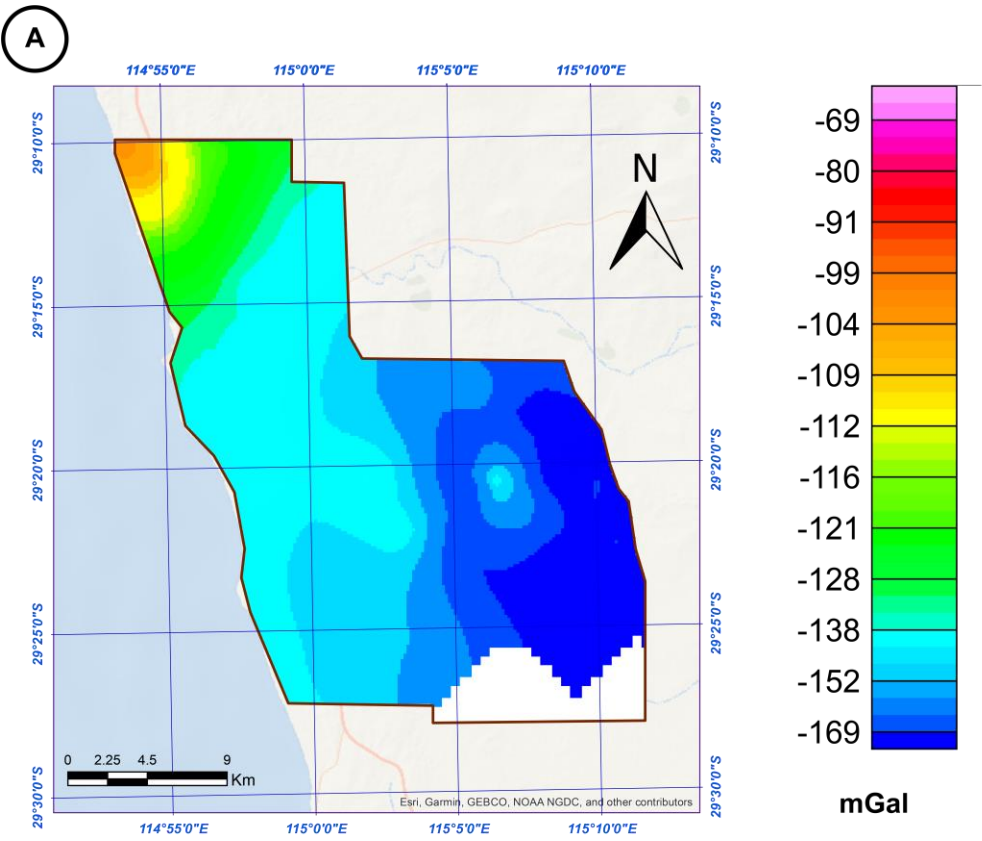 A
114°55'0"E 115°0'0"E 115°5'0"E 115°10'0"E
29°10'0"S
29°15'0"S
29°20'0"S
29°25'0"S
29°30'0"S
N
29°10'0"S
29°15'0"S
29°20'0"S
29°25'0"S
29°30'0"S
0 2.25 4.5 9
Km
Esri, Garmin, GEBCO, NOAA NGDC, and other contributors
114°55'0"E 115°0'0"E 115°5'0"E 115°10'0"E
-69
-80
-91
-99
-104
-109
-112
-116
-121
-128
-138
-152
-169
mGal